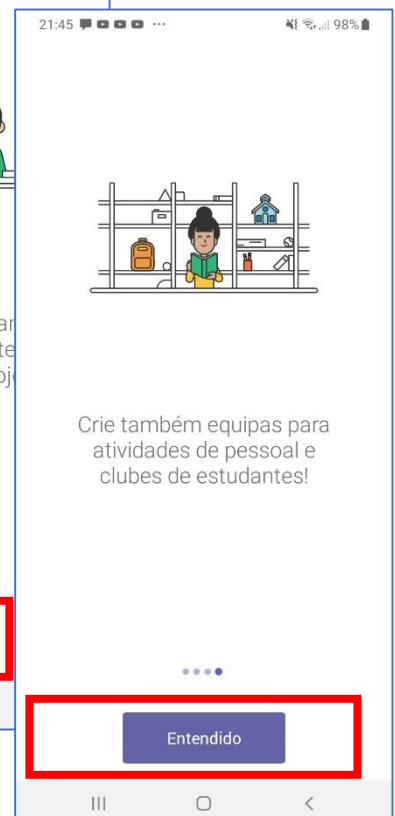 21:45 98%
Crie também equipas para
atividades de pessoal e
clubes de estudantes!
Entendido